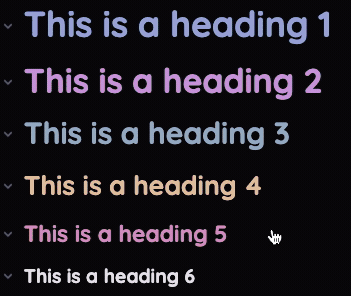 This is a heading 1
This is a heading 2
This is a heading 3
This is a heading 4
This is a heading 5
This is a heading 6